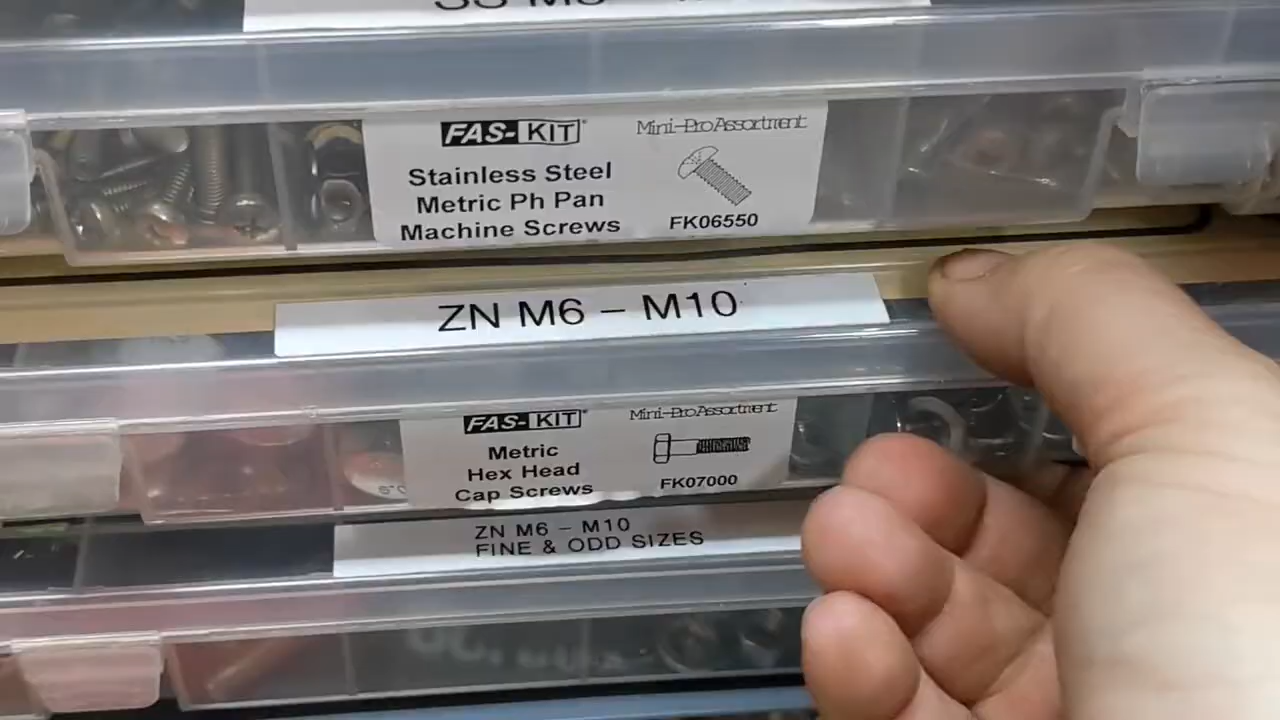 FAS-KIT®
Mini-Pro Assortment
Stainless Steel
Metric Ph Pan
Machine Screws
FK06550
ZN M6 – M10
FAS-KIT®
Mini-Pro Assortment
Metric
Hex Head
Cap Screws
FK07000
ZN M6 – M10
FINE & ODD SIZES